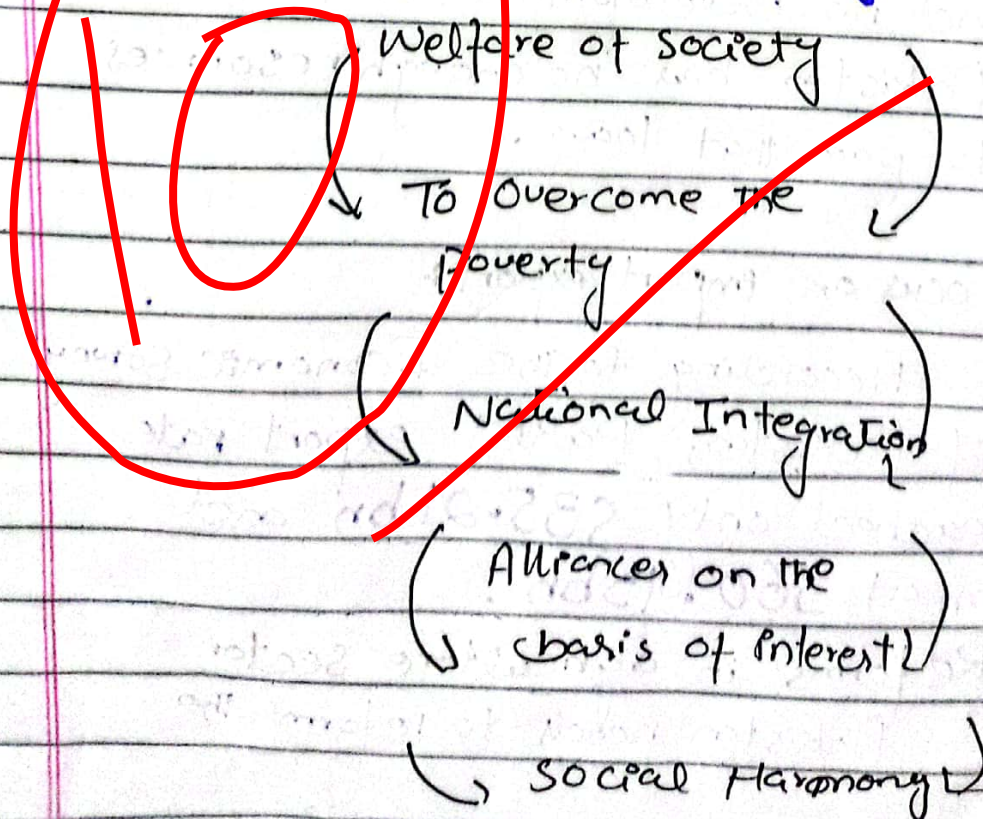 10
Welfare of Society
To Overcome the
Poverty
National Integration
Alliances on the
basis of interest
Social Harmony